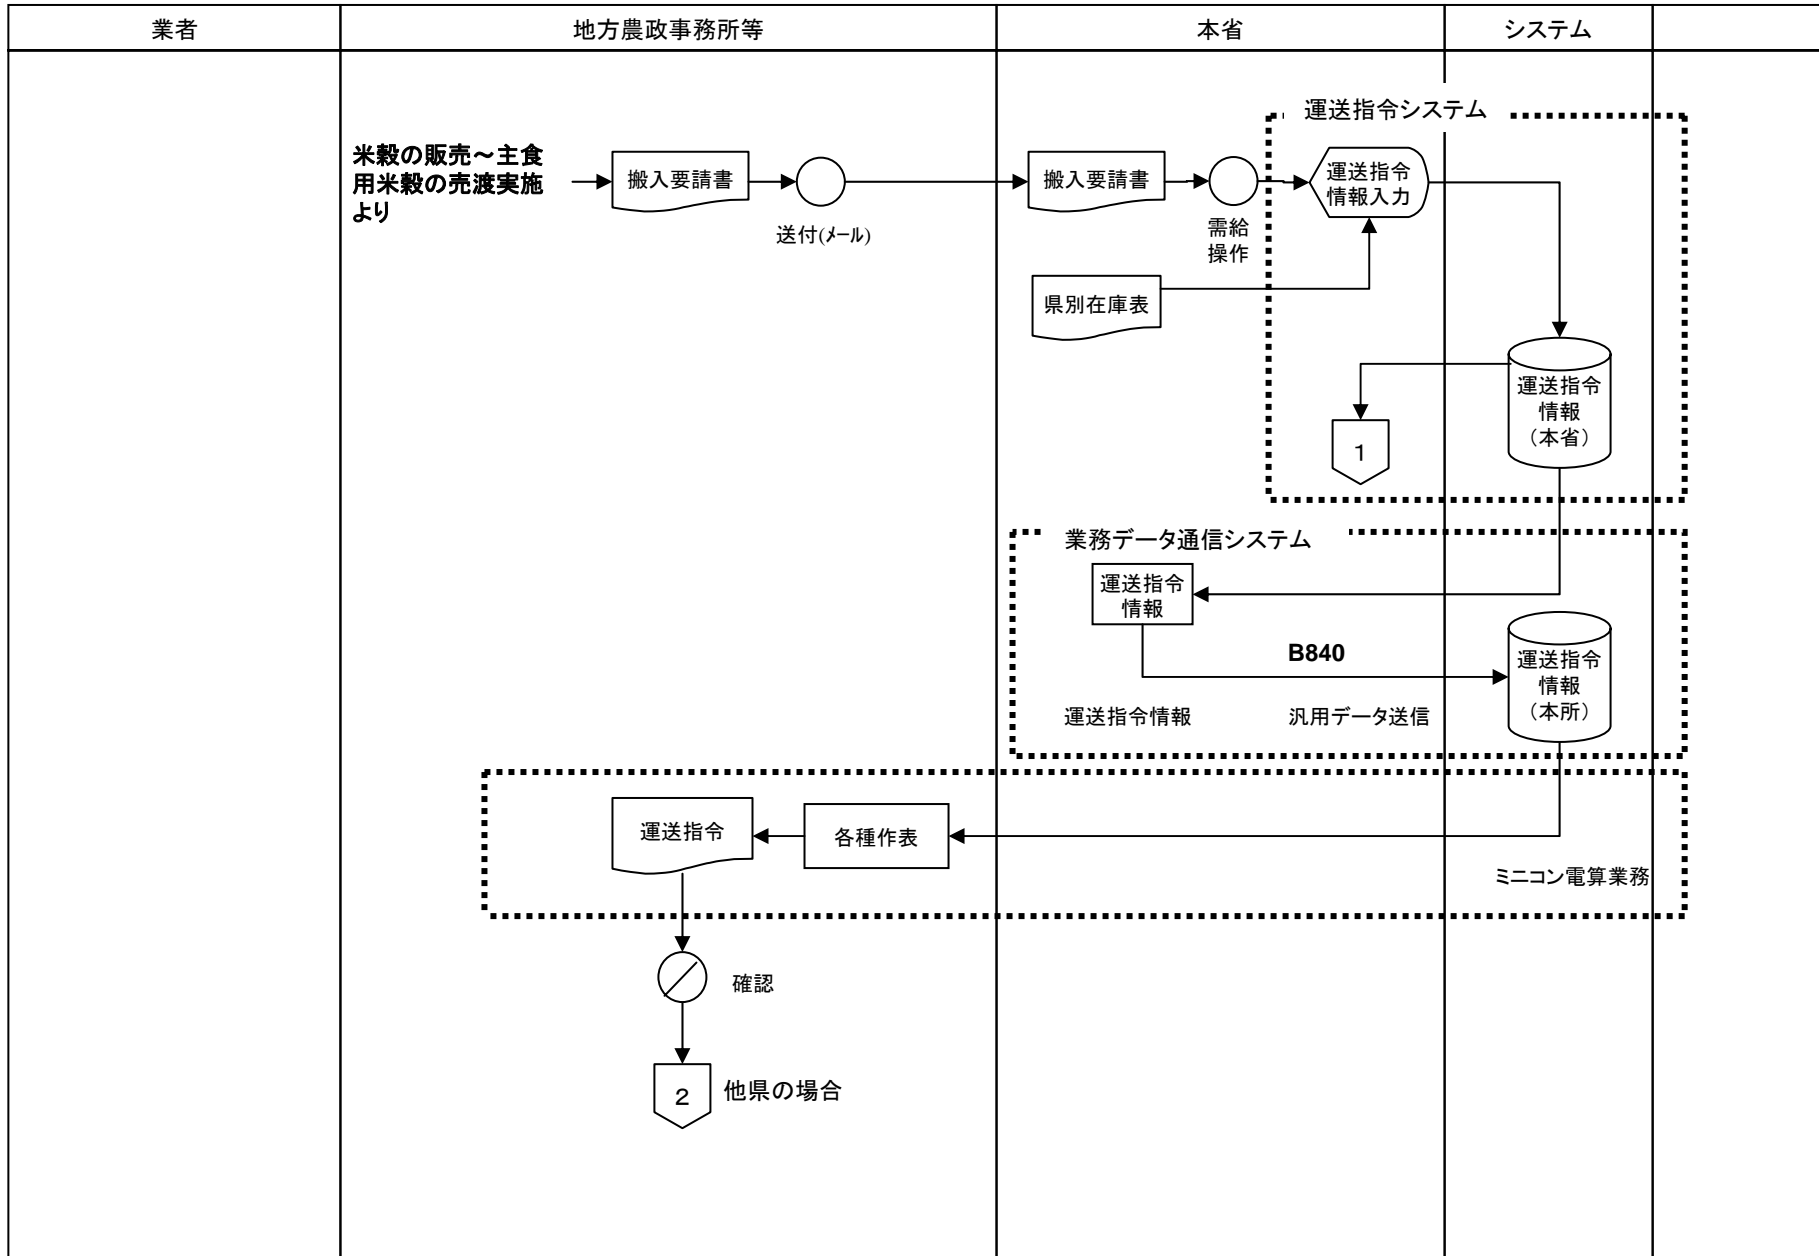 業者
地方農政事務所等
本省
システム
運送指令システム
米穀の販売～主食
用米穀の売渡実施
より
搬入要請書
送付(メール)
搬入要請書
需給
操作
運送指令
情報入力
県別在庫表
運送指令
情報
（本省）
1
業務データ通信システム
運送指令
情報
B840
運送指令
情報
（本所）
運送指令情報
汎用データ送信
運送指令
各種作表
ミニコン電算業務
確認
2
他県の場合